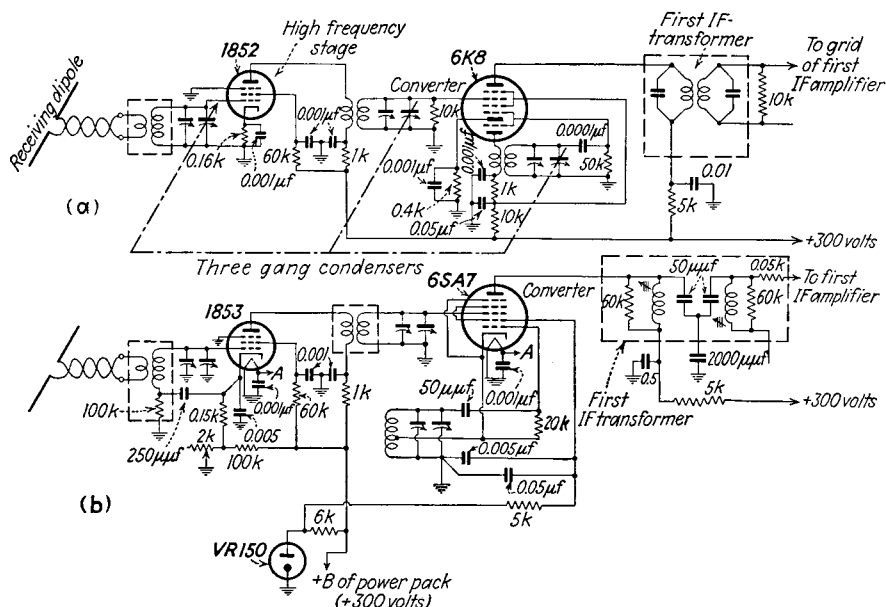 1852
High frequency
stage
6K8
First IF-
transformer
To grid
of first
IF amplifier
Receiving dipole
Converter
0.001µf
10k
0.0001µf
10k
0.16k
0.001µf
60k
1k
0.001µf
0.4k
0.001µf
0.05µf
1k
10k
50k
0.01
5k
(a)
+300 volts
Three gang condensers
6SA7
Converter
50µµf
0.05k
To first
IF amplifier
60k
60k
1853
0.001
A
A
0.001µf
60k
1k
0.001µf
50µµf
20k
0.5
2000µµf
First
IF transformer
5k
+300 volts
100k
250µµf
0.15k
2k
0.005
100k
0.005µf
0.05µf
(b)
6k
5k
VR150
+B of power pack
(+300 volts)